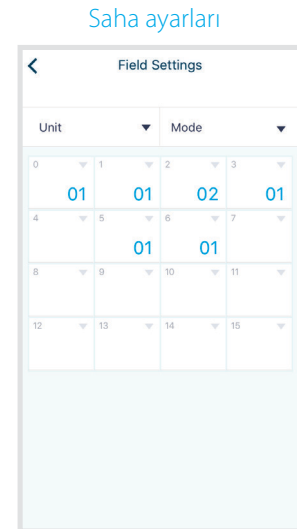 Saha ayarları
Field Settings
Unit Mode
0 1 2 3
01 01 02 01
4 5 6 7
01 01
8 9 10 11
12 13 14 15